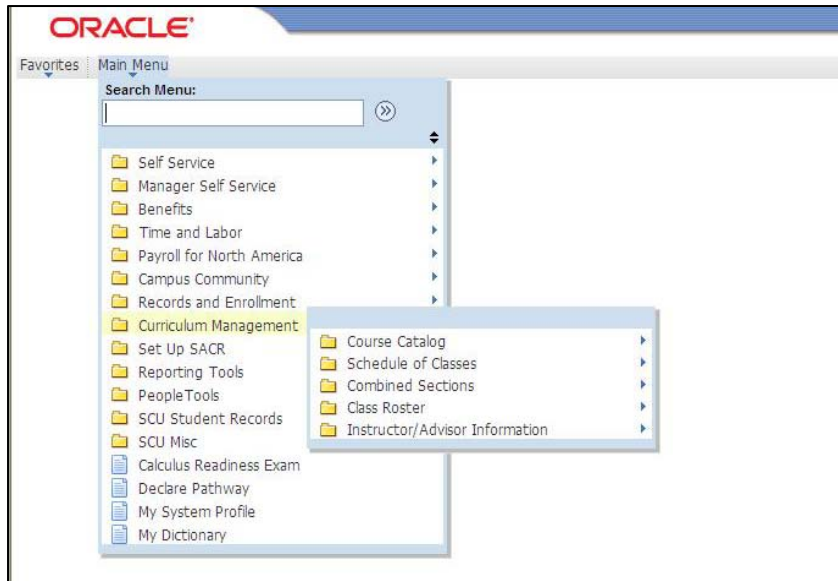 ORACLE'
Favorites Main Menu
Search Menu:
Self Service
Manager Self Service
Benefits
Time and Labor
Payroll for North America
Campus Community
Records and Enrollment
Curriculum Management
Set Up SACR
Reporting Tools
PeopleTools
SCU Student Records
SCU Misc
Calculus Readiness Exam
Declare Pathway
My System Profile
My Dictionary
Course Catalog
Schedule of Classes
Combined Sections
Class Roster
Instructor/Advisor Information